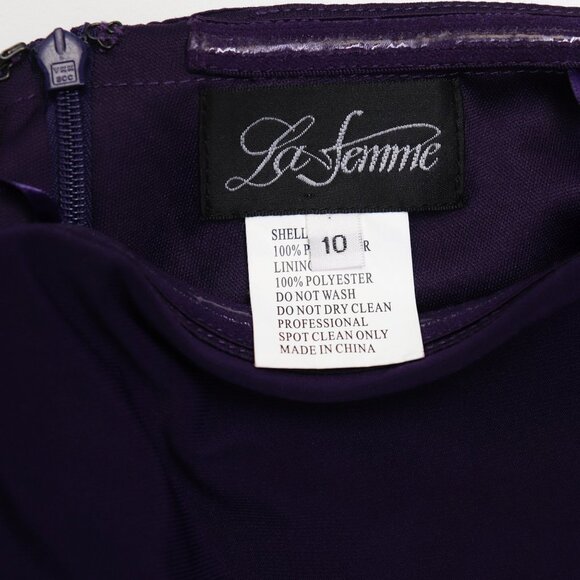 YKK
La Femme
SHELL
10
100%
LINING
100% POLYESTER
DO NOT WASH
DO NOT DRY CLEAN
PROFESSIONAL
SPOT CLEAN ONLY
MADE IN CHINA